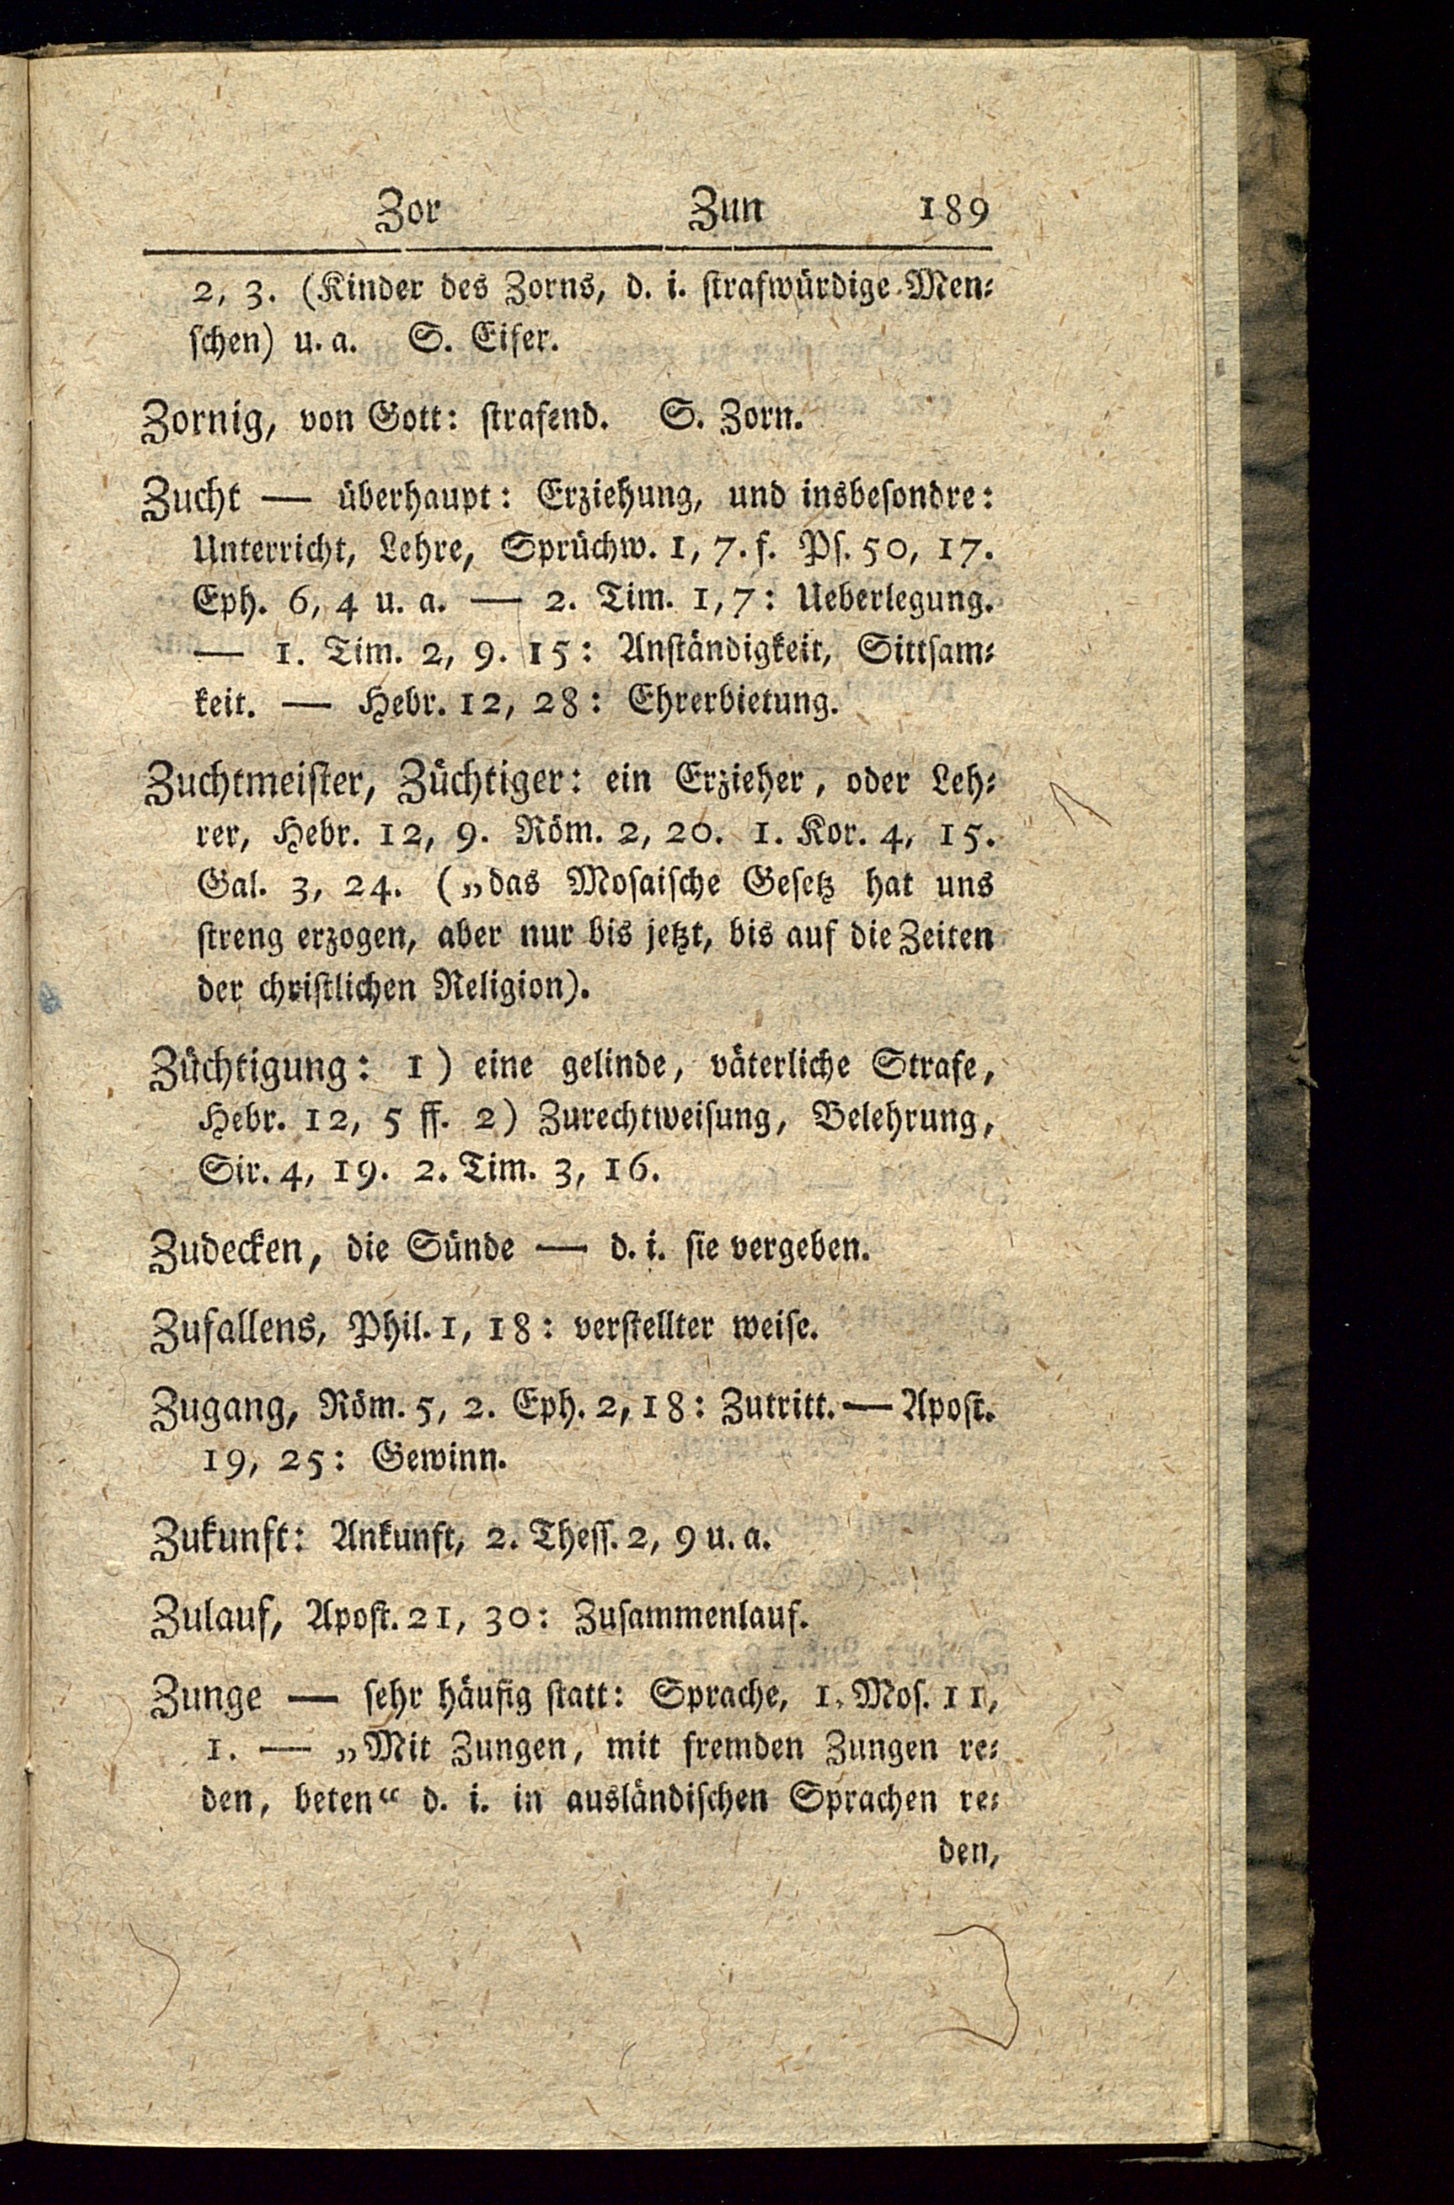 Zor Zun 189
2, 3. (Kinder des Zorns, d. i. ſtrafwürdige Men⸗
ſchen) u. a. S. Eifer.
Zornig, von Gott: ſtrafend. S. Zorn.
Zucht — überhaupt: Erziehung, und insbeſondre:
Unterricht, Lehre, Sprüchw. 1, 7. f. Pſ. 50, 17.
Eph. 6, 4 u. a. — 2. Tim. 1, 7: Ueberlegung.
— 1. Tim. 2, 9. 15: Anſtändigkeit, Sittſam⸗
keit. — Hebr. 12, 28: Ehrerbietung.
Zuchtmeiſter, Züchtiger: ein Erzieher, oder Leh⸗
rer, Hebr. 12, 9. Röm. 2, 20. 1. Kor. 4, 15.
Gal. 3, 24. („das Moſaiſche Geſetz hat uns
ſtreng erzogen, aber nur bis jetzt, bis auf die Zeiten
der chriſtlichen Religion).
Züchtigung: 1) eine gelinde, väterliche Strafe,
Hebr. 12, 5 ff. 2) Zurechtweiſung, Belehrung,
Sir. 4, 19. 2. Tim. 3, 16.
Zudecken, die Sünde — d. i. ſie vergeben.
Zufallens, Phil. 1, 18: verſtellter weiſe.
Zugang, Röm. 5, 2. Eph. 2, 18: Zutritt. — Apoſt.
19, 25: Gewinn.
Zukunft: Ankunft, 2. Theſſ. 2, 9 u. a.
Zulauf, Apoſt. 21, 30: Zuſammenlauf.
Zunge — ſehr häufig ſtatt: Sprache, 1. Moſ. 11,
1. — „Mit Zungen, mit fremden Zungen re⸗
den, beten“ d. i. in ausländiſchen Sprachen re⸗
den,